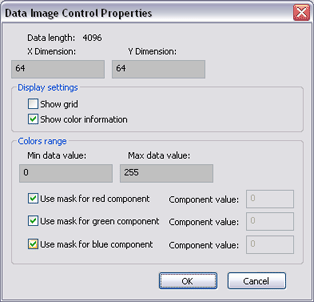 Data Image Control Properties
Data length: 4096
X Dimension: Y Dimension:
64 64
Display settings
Show grid
Show color information
Colors range
Min data value: Max data value:
0 255
Use mask for red component Component value: 0
Use mask for green component Component value: 0
Use mask for blue component Component value: 0
OK Cancel